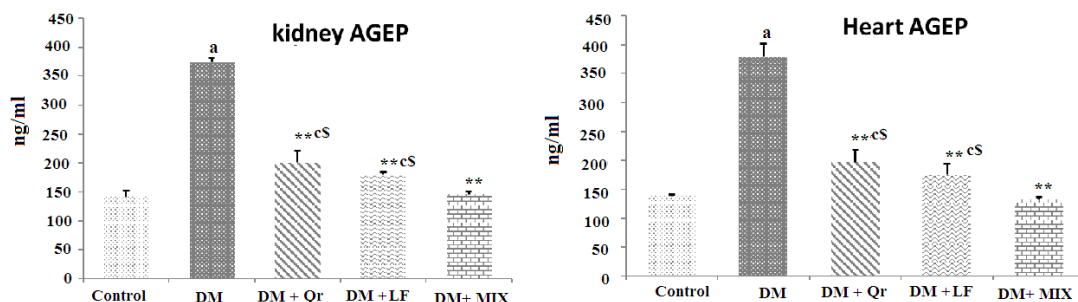 kidney AGEP
ng/ml
450
400
350
250
200
150
100
50
0
a
**c$
**c$
**
Control
DM
DM + Qr
DM +LF
DM+ MIX
Heart AGEP
ng/ml
450
400
350
300
250
200
150
100
50
0
a
**c$
**c$
**
Control
DM
DM + Qr
DM +LF
DM+ MIX